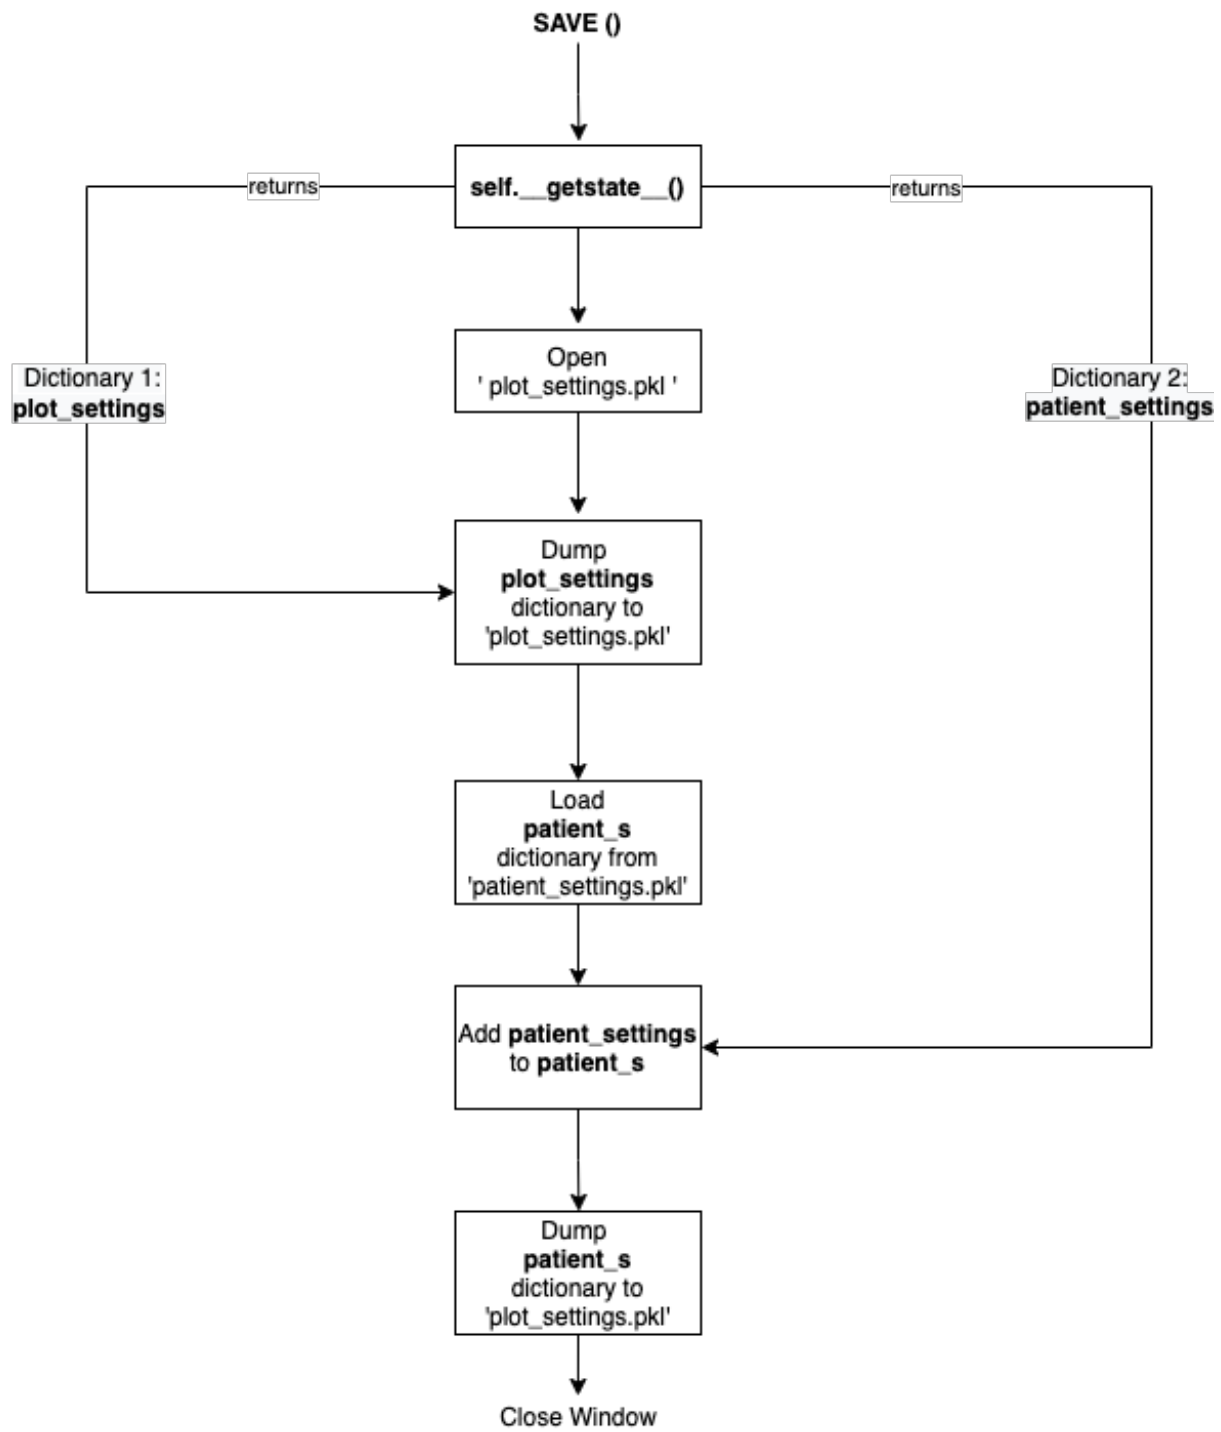 SAVE ()
self.__getstate__()
returns
returns
Open
' plot_settings.pkl '
Dictionary 1:
plot_settings
Dictionary 2:
patient_settings
Dump
plot_settings
dictionary to
'plot_settings.pkl'
Load
patient_s
dictionary from
'patient_settings.pkl'
Add patient_settings
to patient_s
Dump
patient_s
dictionary to
'plot_settings.pkl'
Close Window